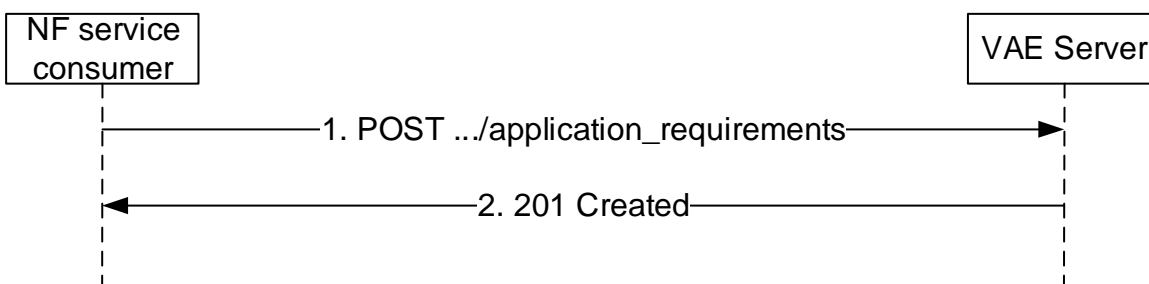 NF service
consumer
VAE Server
1. POST .../application_requirements
2. 201 Created